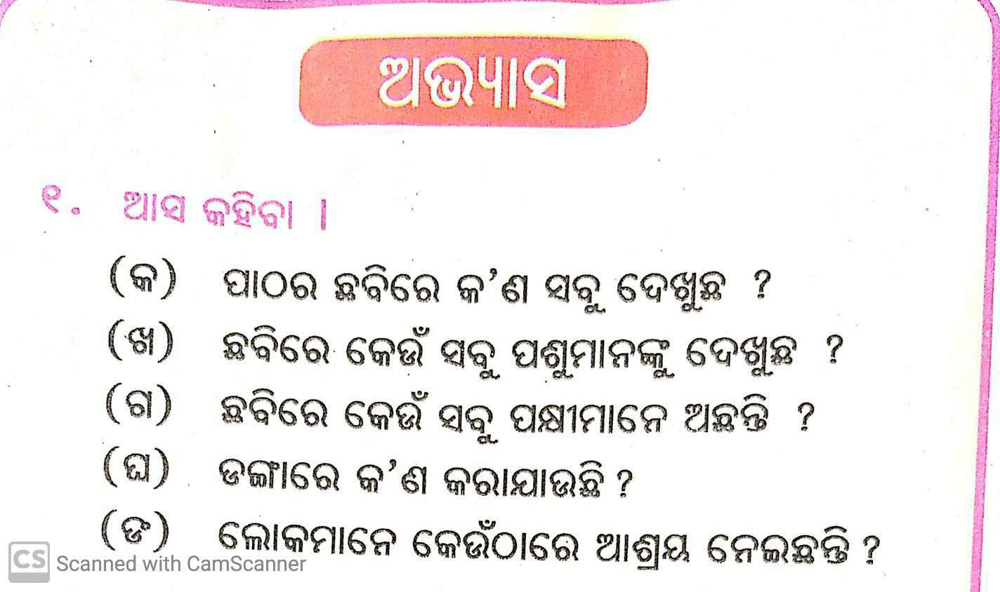 ଅଭ୍ୟାସ
୧. ଆସ କହିବା ।
(କ) ପାଠର ଛବିରେ କ’ଣ ସବୁ ଦେଖୁଛ ?
(ଖ) ଛବିରେ କେଉଁ ସବୁ ପଶୁମାନଙ୍କୁ ଦେଖୁଛ ?
(ଗ) ଛବିରେ କେଉଁ ସବୁ ପକ୍ଷୀମାନେ ଅଛନ୍ତି ?
(ଘ) ଡଙ୍ଗାରେ କ’ଣ କରାଯାଉଛି ?
(ଙ) ଲୋକମାନେ କେଉଁଠାରେ ଆଶ୍ରୟ ନେଇଛନ୍ତି ?
CS Scanned with CamScanner